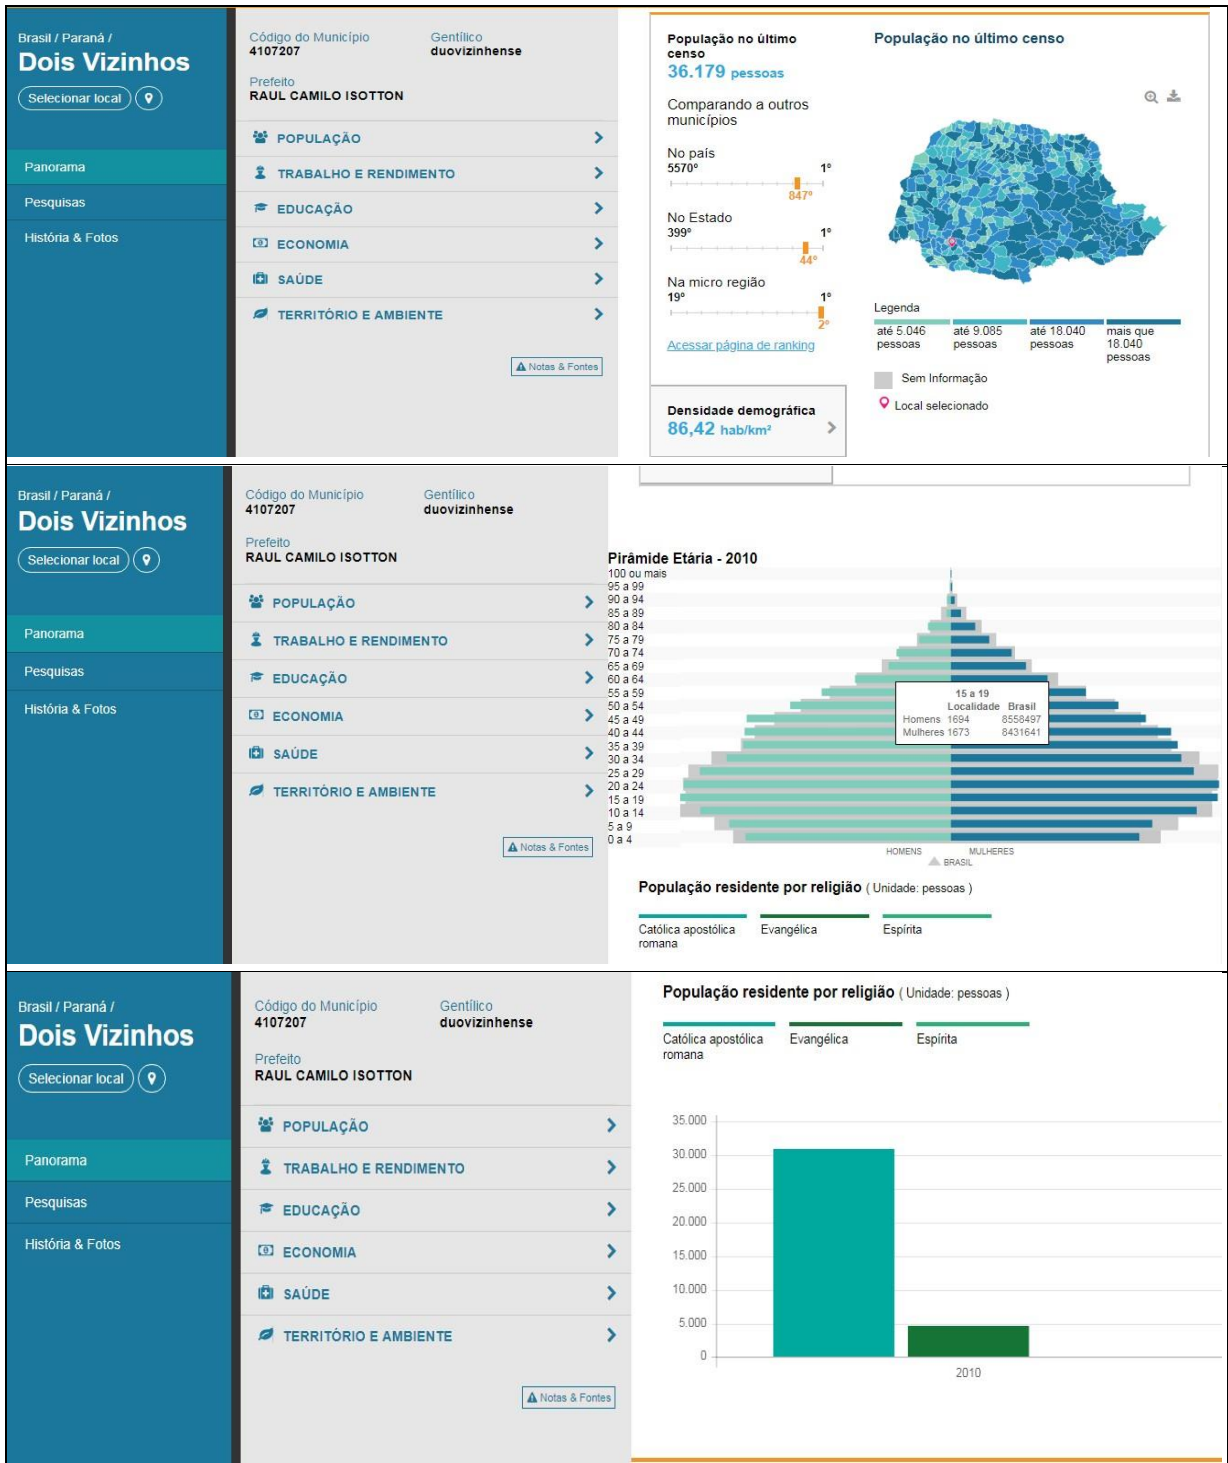 Brasil / Paraná /
Dois Vizinhos
Selecionar local
Panorama
Pesquisas
História & Fotos
Código do Município
4107207
Gentílico
duovizinhense
Prefeito
RAUL CAMILO ISOTTON
POPULAÇÃO
TRABALHO E RENDIMENTO
EDUCAÇÃO
ECONOMIA
SAÚDE
TERRITÓRIO E AMBIENTE
Notas & Fontes
População no último
censo
36.179 pessoas
Comparando a outros
municípios
No país
5570º 1º
847º
No Estado
399º 1º
44º
Na micro região
19º 1º
2º
Acessar página de ranking
Densidade demográfica
86,42 hab/km²
População no último censo
Legenda
até 5.046
pessoas
até 9.085
pessoas
até 18.040
pessoas
mais que
18.040
pessoas
Sem Informação
Local selecionado
Brasil / Paraná /
Dois Vizinhos
Selecionar local
Panorama
Pesquisas
História & Fotos
Código do Município
4107207
Gentílico
duovizinhense
Prefeito
RAUL CAMILO ISOTTON
POPULAÇÃO
TRABALHO E RENDIMENTO
EDUCAÇÃO
ECONOMIA
SAÚDE
TERRITÓRIO E AMBIENTE
Notas & Fontes
Pirâmide Etária - 2010
100 ou mais
95 a 99
90 a 94
85 a 89
80 a 84
75 a 79
70 a 74
65 a 69
60 a 64
55 a 59
50 a 54
45 a 49
40 a 44
35 a 39
30 a 34
25 a 29
20 a 24
15 a 19
10 a 14
5 a 9
0 a 4
15 a 19
Localidade Brasil
Homens 1694 8558497
Mulheres 1673 8431641
HOMENS MULHERES
BRASIL
População residente por religião ( Unidade: pessoas )
Católica apostólica
romana
Evangélica
Espírita
Brasil / Paraná /
Dois Vizinhos
Selecionar local
Panorama
Pesquisas
História & Fotos
Código do Município
4107207
Gentílico
duovizinhense
Prefeito
RAUL CAMILO ISOTTON
POPULAÇÃO
TRABALHO E RENDIMENTO
EDUCAÇÃO
ECONOMIA
SAÚDE
TERRITÓRIO E AMBIENTE
Notas & Fontes
População residente por religião ( Unidade: pessoas )
Católica apostólica
romana
Evangélica
Espírita
35.000
30.000
25.000
20.000
15.000
10.000
5.000
0
2010